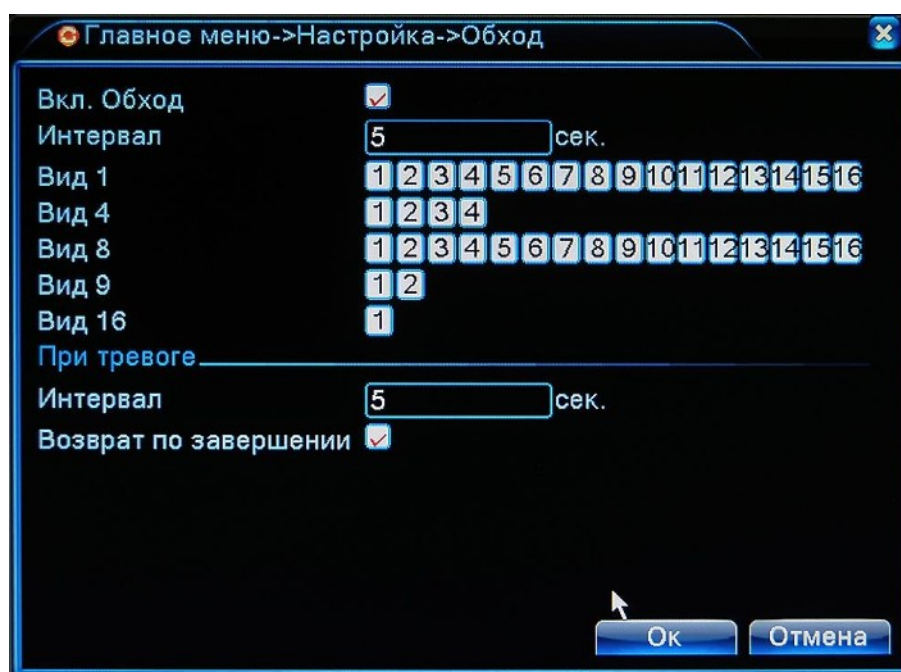 Главное меню->Настройка->Обход
Вкл. Обход
Интервал 5 сек.
Вид 1 1 2 3 4 5 6 7 8 9 10 11 12 13 14 15 16
Вид 4 1 2 3 4
Вид 8 1 2 3 4 5 6 7 8 9 10 11 12 13 14 15 16
Вид 9 1 2
Вид 16 1
При тревоге
Интервал 5 сек.
Возврат по завершении
Ок Отмена